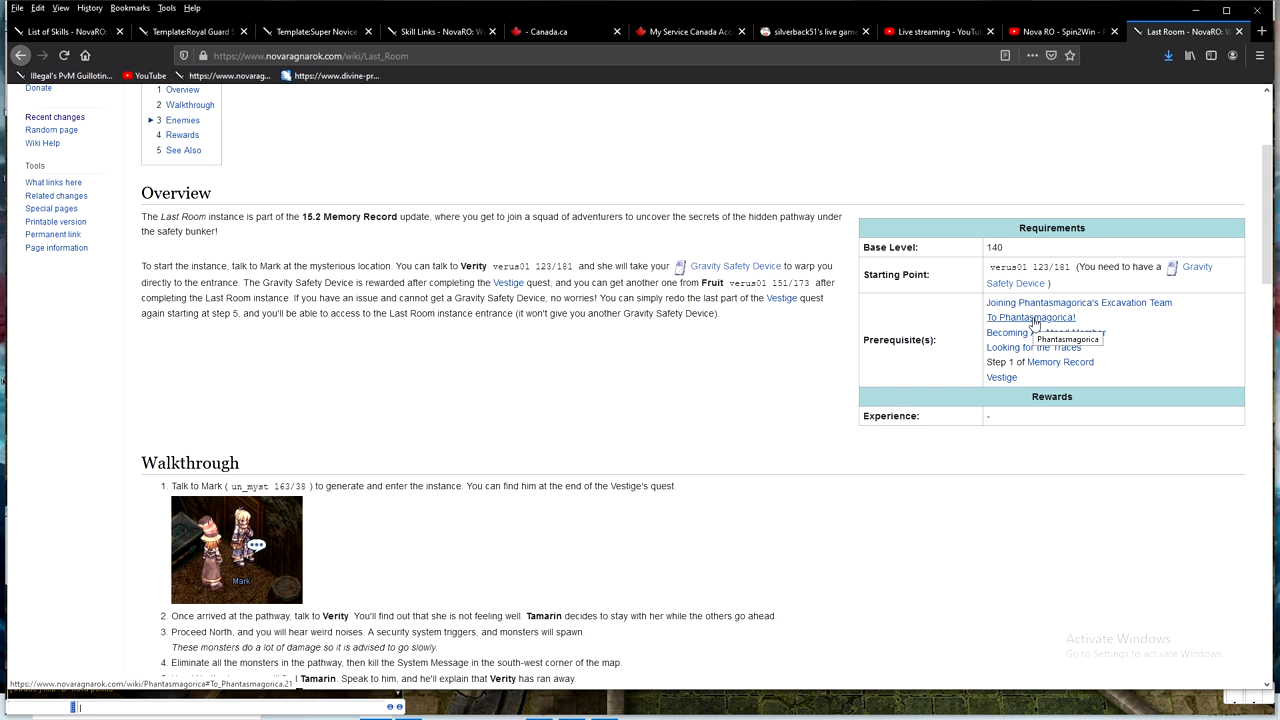 File Edit View History Bookmarks Tools Help
List of Skills - NovaRO: W
Template:Royal Guard S
Template:Super Novice
Skill Links - NovaRO: W
- Canada.ca
My Service Canada Acc
silverback51's live game
Live streaming - YouTu
Nova RO - Spin2Win - R
Last Room - NovaRO: W
https://www.novaragnarok.com/wiki/Last_Room
Illegal's PvM Guillotin...
YouTube
https://www.novarag...
https://www.divine-pr...
Donate
Recent changes
Random page
Wiki Help
Tools
What links here
Related changes
Special pages
Printable version
Permanent link
Page information
1 Overview
2 Walkthrough
3 Enemies
4 Rewards
5 See Also
Overview
The Last Room instance is part of the 15.2 Memory Record update, where you get to join a squad of adventurers to uncover the secrets of the hidden pathway under
the safety bunker!
To start the instance, talk to Mark at the mysterious location. You can talk to Verity verus01 123/181 and she will take your Gravity Safety Device to warp you
directly to the entrance. The Gravity Safety Device is rewarded after completing the Vestige quest, and you can get another one from Fruit verus01 151/173 after
completing the Last Room instance. If you have an issue and cannot get a Gravity Safety Device, no worries! You can simply redo the last part of the Vestige quest
again starting at step 5, and you'll be able to access to the Last Room instance entrance (it won't give you another Gravity Safety Device).
Requirements
Base Level: 140
Starting Point: verus01 123/181 (You need to have a Gravity
Safety Device )
Prerequisite(s):
Joining Phantasmagorica's Excavation Team
To Phantasmagorica!
Becoming
Member
Phantasmagorica
Looking for the Traces
Step 1 of Memory Record
Vestige
Rewards
Experience: -
Walkthrough
1. Talk to Mark ( un_myst 163/38 ) to generate and enter the instance. You can find him at the end of the Vestige's quest.
Mark
2. Once arrived at the pathway, talk to Verity. You'll find out that she is not feeling well. Tamarin decides to stay with her while the others go ahead.
3. Proceed North, and you will hear weird noises. A security system triggers, and monsters will spawn.
These monsters do a lot of damage so it is advised to go slowly.
4. Eliminate all the monsters in the pathway, then kill the System Message in the south-west corner of the map.
Tamarin. Speak to him, and he'll explain that Verity has ran away.
Activate Windows
Go to Settings to activate Windows.
https://www.novaragnarok.com/wiki/Phantasmagorica#To_Phantasmagorica.21